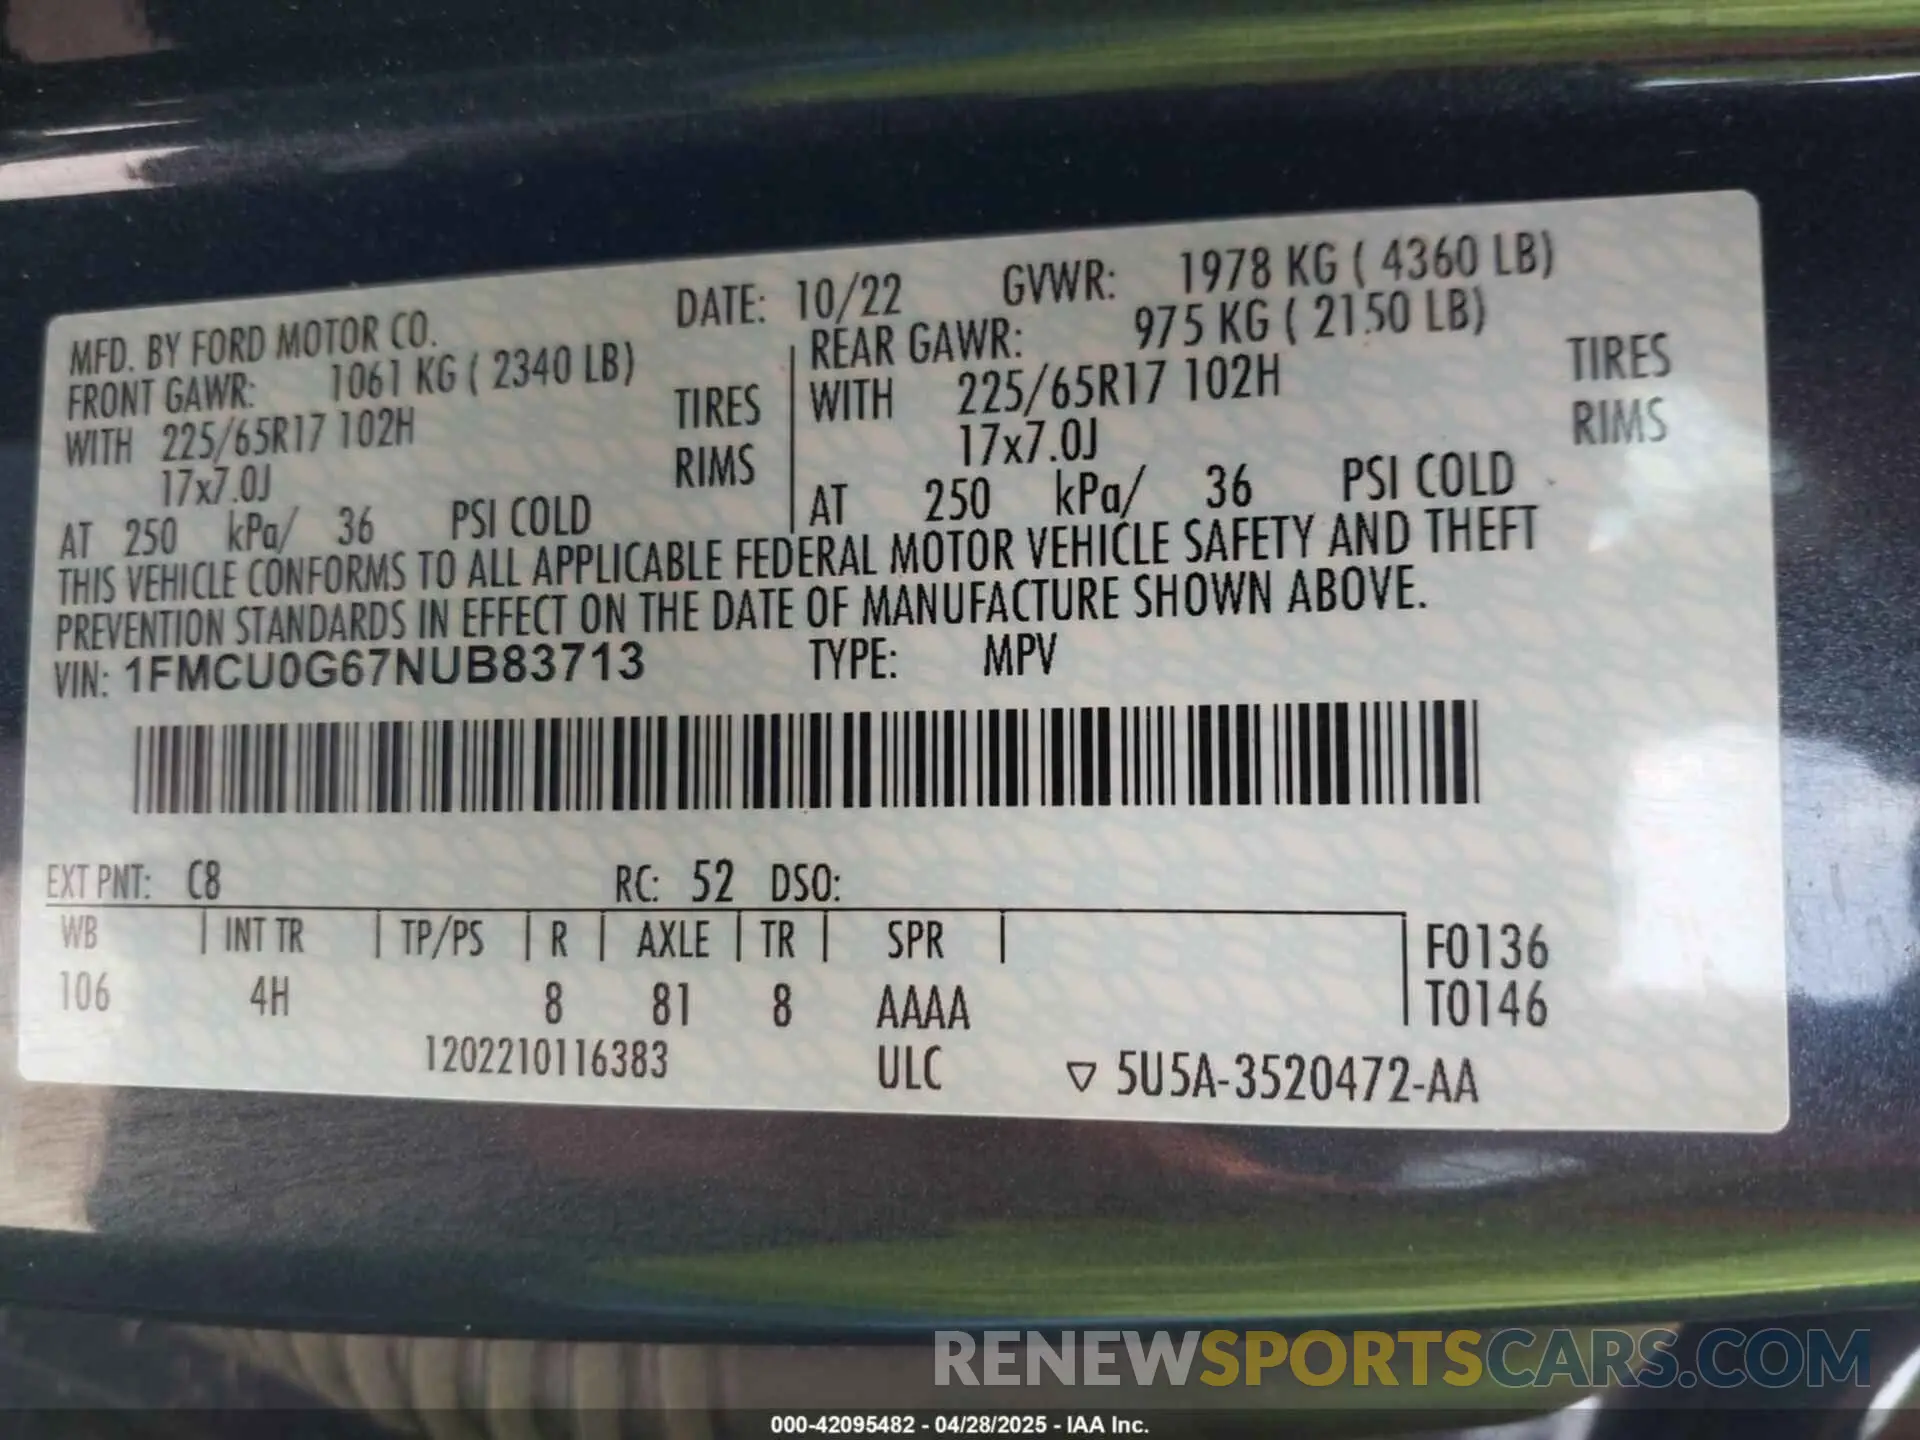 MFD. BY FORD MOTOR CO. DATE: 10/22 GVWR: 1978 KG ( 4360 LB)
FRONT GAWR: 1061 KG ( 2340 LB) REAR GAWR: 975 KG ( 2150 LB)
WITH 225/65R17 102H TIRES WITH 225/65R17 102H TIRES
17x7.0J RIMS 17x7.0J RIMS
AT 250 kPa/ 36 PSI COLD AT 250 kPa/ 36 PSI COLD
THIS VEHICLE CONFORMS TO ALL APPLICABLE FEDERAL MOTOR VEHICLE SAFETY AND THEFT
PREVENTION STANDARDS IN EFFECT ON THE DATE OF MANUFACTURE SHOWN ABOVE.
VIN: 1FMCU0G67NUB83713 TYPE: MPV
EXT PNT: C8 RC: 52 DSO:
WB | INT TR | TP/PS | R | AXLE | TR | SPR | F0136
106 4H 8 81 8 AAAA T0146
1202210116383 ULC ▽ 5U5A-3520472-AA
RENEWSPORTSCARS.COM
000-42095482 - 04/28/2025 - IAA Inc.